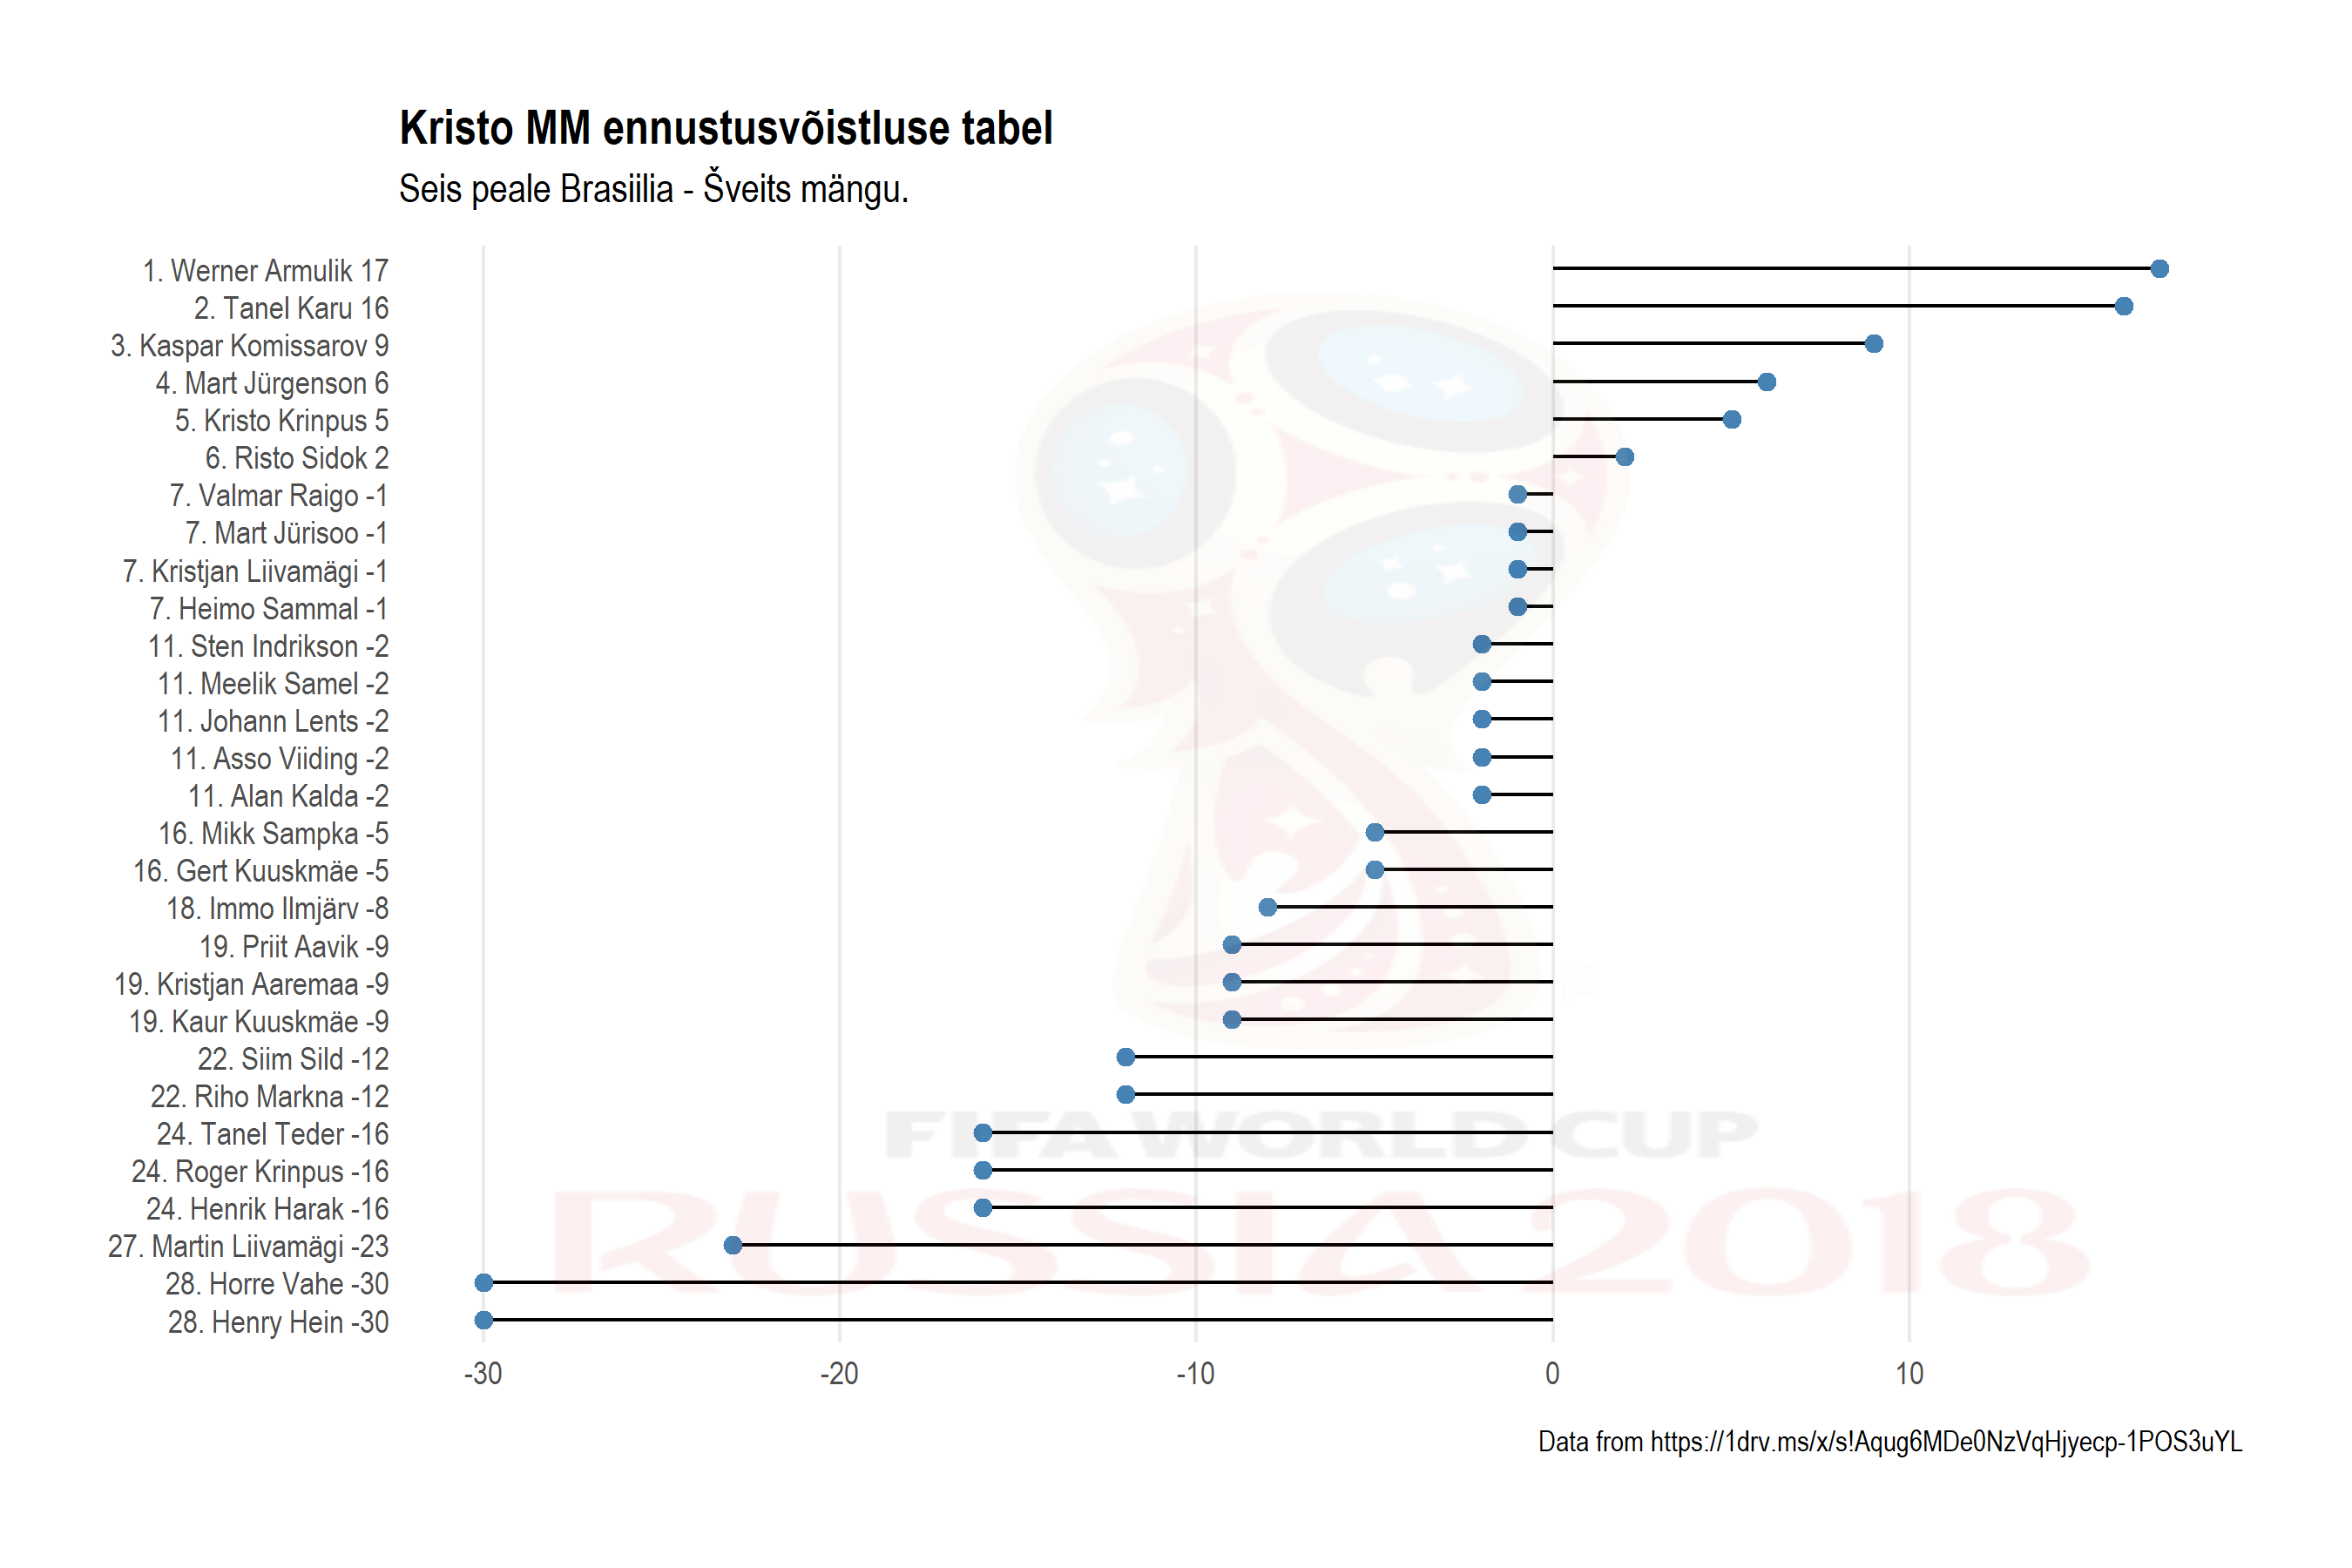 Kristo MM ennustusvõistluse tabel
Seis peale Brasiilia - Šveits mängu.
1. Werner Armulik 17
2. Tanel Karu 16
3. Kaspar Komissarov 9
4. Mart Jürgenson 6
5. Kristo Krinpus 5
6. Risto Sidok 2
7. Valmar Raigo -1
7. Mart Jürisoo -1
7. Kristjan Liivamägi -1
7. Heimo Sammal -1
11. Sten Indrikson -2
11. Meelik Samel -2
11. Johann Lents -2
11. Asso Viiding -2
11. Alan Kalda -2
16. Mikk Sampka -5
16. Gert Kuuskmäe -5
18. Immo Ilmjärv -8
19. Priit Aavik -9
19. Kristjan Aaremaa -9
19. Kaur Kuuskmäe -9
22. Siim Sild -12
22. Riho Markna -12
24. Tanel Teder -16
24. Roger Krinpus -16
24. Henrik Harak -16
27. Martin Liivamägi -23
28. Horre Vahe -30
28. Henry Hein -30
FIFA WORLD CUP
RUSSIA 2018
-30 -20 -10 0 10
Data from https://1drv.ms/x/s!Aqug6MDe0NzVqHjyecp-1POS3uYL